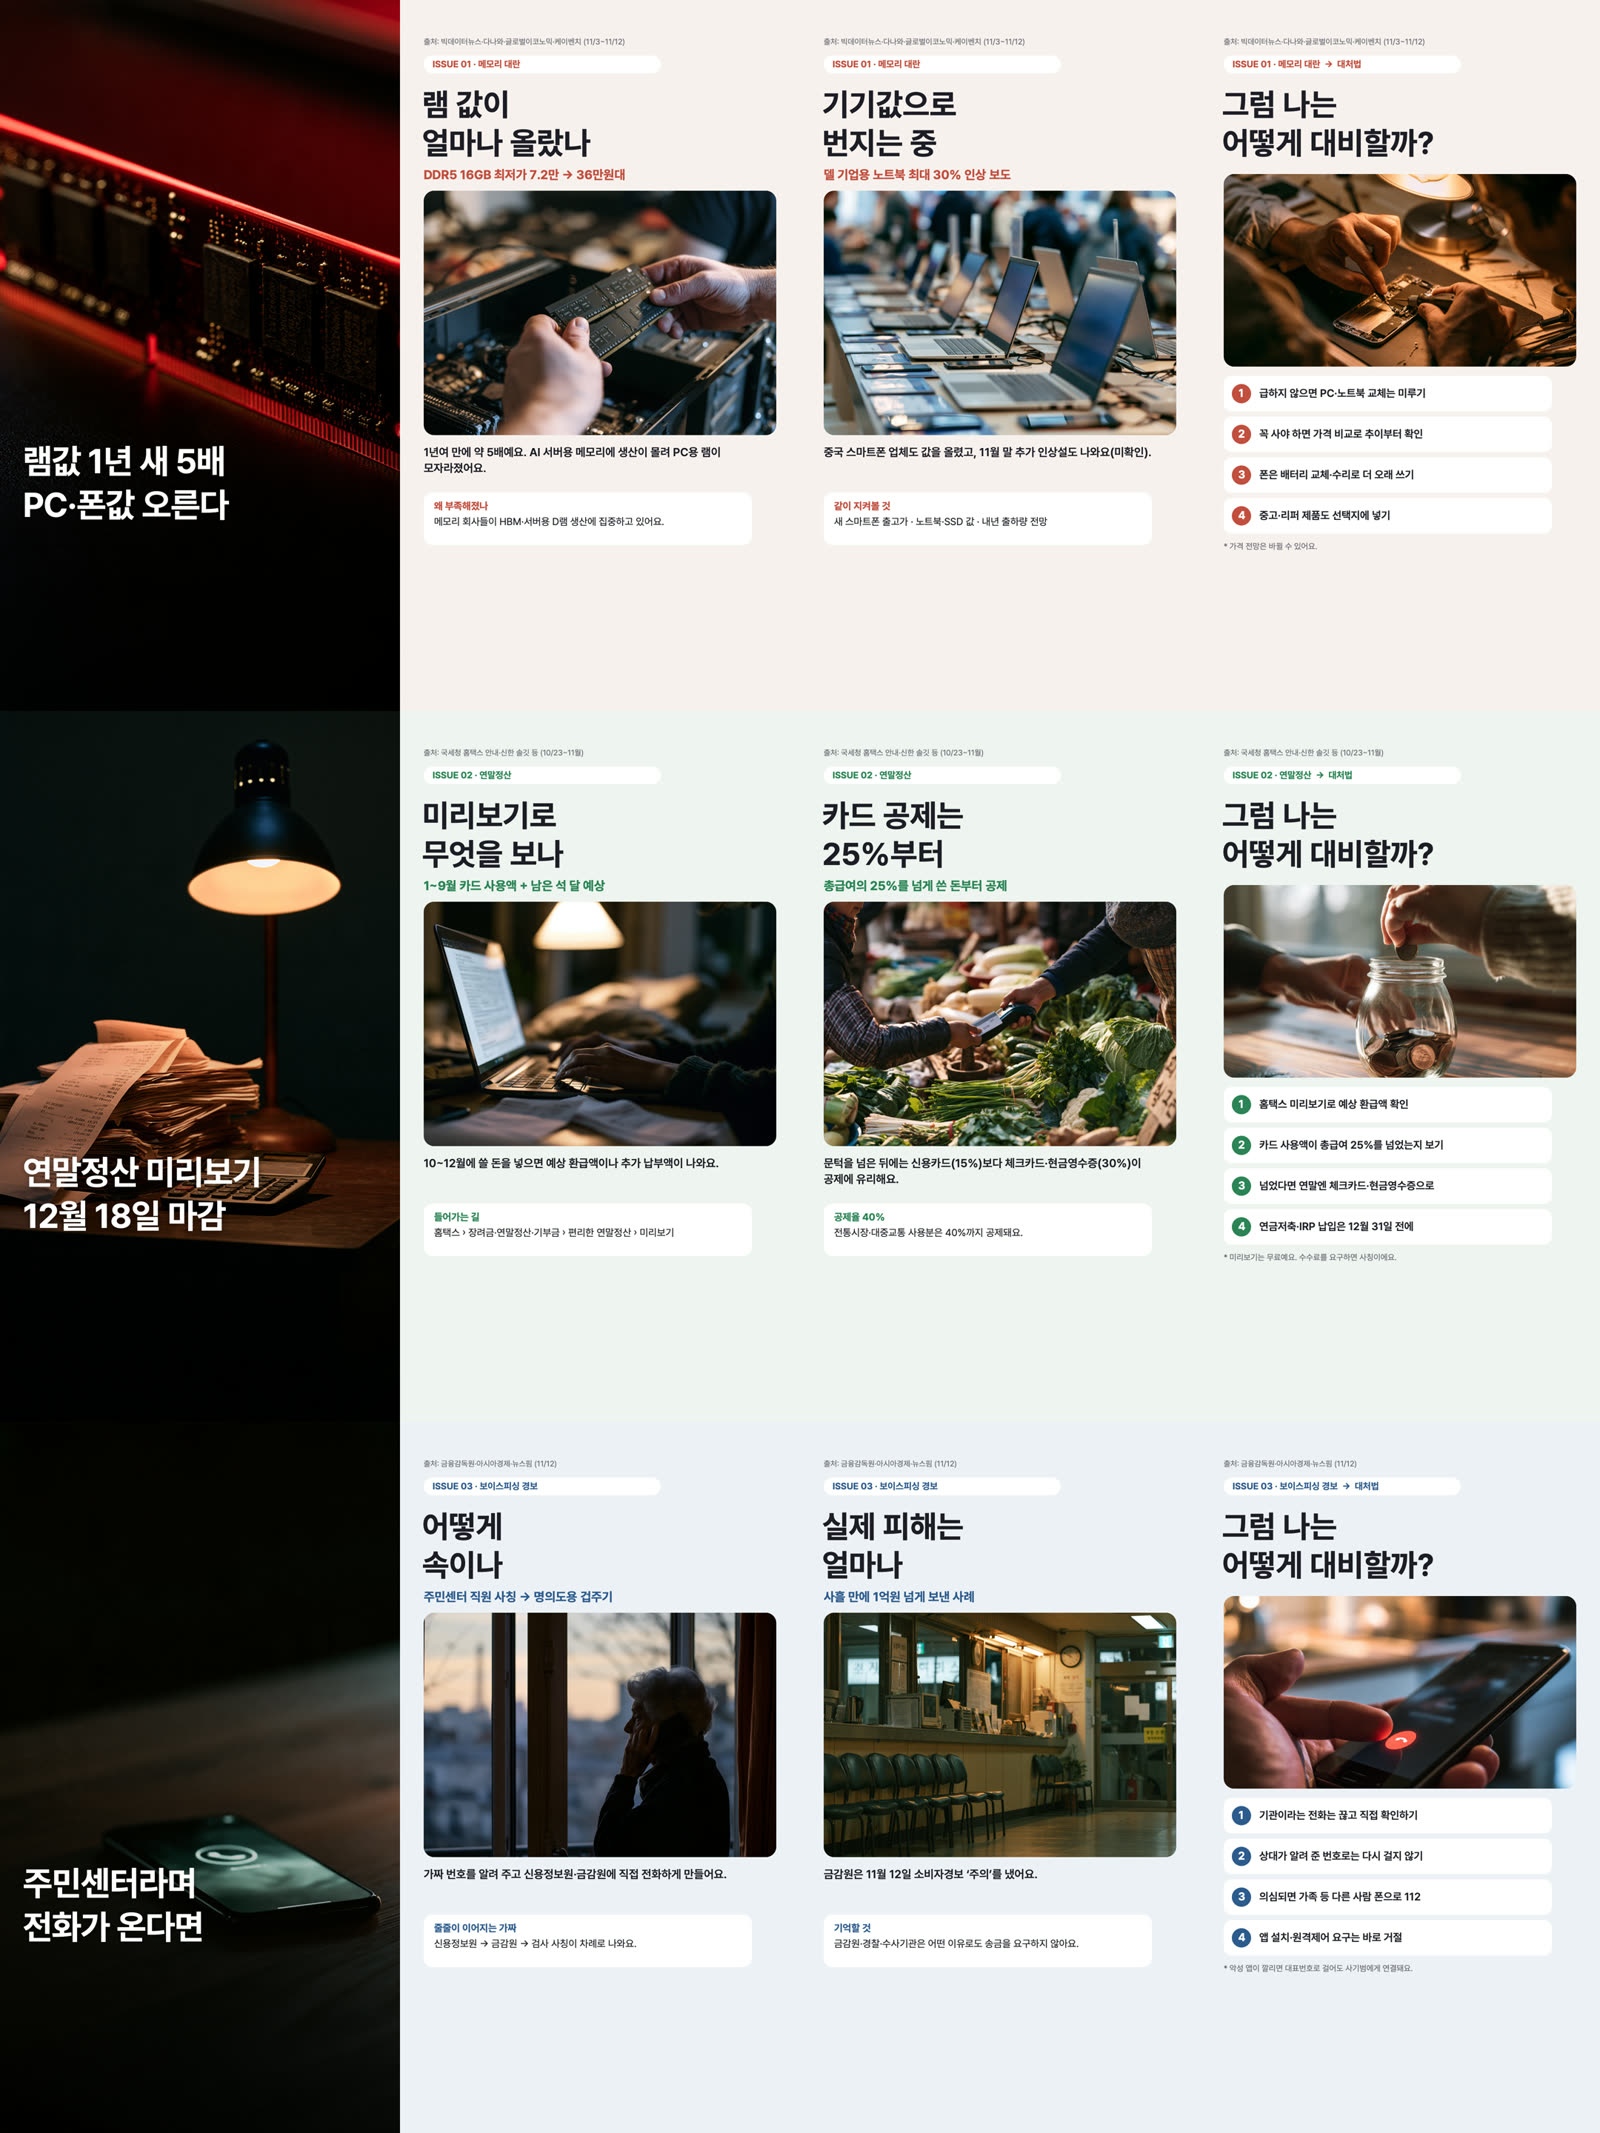 램값 1년 새 5배
PC·폰값 오른다
출처: 빅데이터뉴스·다나와·글로벌이코노믹·케이벤치 (11/3~11/12)
ISSUE 01 · 메모리 대란
램 값이
얼마나 올랐나
DDR5 16GB 최저가 7.2만 → 36만원대
1년여 만에 약 5배예요. AI 서버용 메모리에 생산이 몰려 PC용 램이
모자라졌어요.
왜 부족해졌나
메모리 회사들이 HBM·서버용 D램 생산에 집중하고 있어요.
출처: 빅데이터뉴스·다나와·글로벌이코노믹·케이벤치 (11/3~11/12)
ISSUE 01 · 메모리 대란
기기값으로
번지는 중
델 기업용 노트북 최대 30% 인상 보도
중국 스마트폰 업체도 값을 올렸고, 11월 말 추가 인상설도 나와요(미확인).
같이 지켜볼 것
새 스마트폰 출고가 · 노트북·SSD 값 · 내년 출하량 전망
출처: 빅데이터뉴스·다나와·글로벌이코노믹·케이벤치 (11/3~11/12)
ISSUE 01 · 메모리 대란 → 대처법
그럼 나는
어떻게 대비할까?
1 급하지 않으면 PC·노트북 교체는 미루기
2 꼭 사야 하면 가격 비교로 추이부터 확인
3 폰은 배터리 교체·수리로 더 오래 쓰기
4 중고·리퍼 제품도 선택지에 넣기
* 가격 전망은 바뀔 수 있어요.
연말정산 미리보기
12월 18일 마감
출처: 국세청 홈택스 안내·신한 솔깃 등 (10/23~11월)
ISSUE 02 · 연말정산
미리보기로
무엇을 보나
1~9월 카드 사용액 + 남은 석 달 예상
10~12월에 쓸 돈을 넣으면 예상 환급액이나 추가 납부액이 나와요.
들어가는 길
홈택스 › 장려금·연말정산·기부금 › 편리한 연말정산 › 미리보기
출처: 국세청 홈택스 안내·신한 솔깃 등 (10/23~11월)
ISSUE 02 · 연말정산
카드 공제는
25%부터
총급여의 25%를 넘게 쓴 돈부터 공제
문턱을 넘은 뒤에는 신용카드(15%)보다 체크카드·현금영수증(30%)이
공제에 유리해요.
공제율 40%
전통시장·대중교통 사용분은 40%까지 공제돼요.
출처: 국세청 홈택스 안내·신한 솔깃 등 (10/23~11월)
ISSUE 02 · 연말정산 → 대처법
그럼 나는
어떻게 대비할까?
1 홈택스 미리보기로 예상 환급액 확인
2 카드 사용액이 총급여 25%를 넘었는지 보기
3 넘었다면 연말엔 체크카드·현금영수증으로
4 연금저축·IRP 납입은 12월 31일 전에
* 미리보기는 무료예요. 수수료를 요구하면 사칭이에요.
주민센터라며
전화가 온다면
출처: 금융감독원·아시아경제·뉴스핌 (11/12)
ISSUE 03 · 보이스피싱 경보
어떻게
속이나
주민센터 직원 사칭 → 명의도용 겁주기
가짜 번호를 알려 주고 신용정보원·금감원에 직접 전화하게 만들어요.
줄줄이 이어지는 가짜
신용정보원 → 금감원 → 검사 사칭이 차례로 나와요.
출처: 금융감독원·아시아경제·뉴스핌 (11/12)
ISSUE 03 · 보이스피싱 경보
실제 피해는
얼마나
사흘 만에 1억원 넘게 보낸 사례
금감원은 11월 12일 소비자경보 ‘주의’를 냈어요.
기억할 것
금감원·경찰·수사기관은 어떤 이유로도 송금을 요구하지 않아요.
출처: 금융감독원·아시아경제·뉴스핌 (11/12)
ISSUE 03 · 보이스피싱 경보 → 대처법
그럼 나는
어떻게 대비할까?
1 기관이라는 전화는 끊고 직접 확인하기
2 상대가 알려 준 번호로는 다시 걸지 않기
3 의심되면 가족 등 다른 사람 폰으로 112
4 앱 설치·원격제어 요구는 바로 거절
* 악성 앱이 깔리면 대표번호로 걸어도 사기범에게 연결돼요.